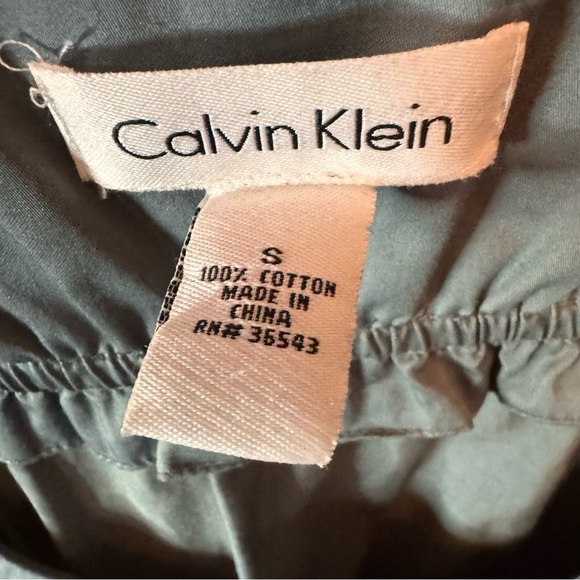 Calvin Klein
S
100% COTTON
MADE IN
CHINA
RN# 36543